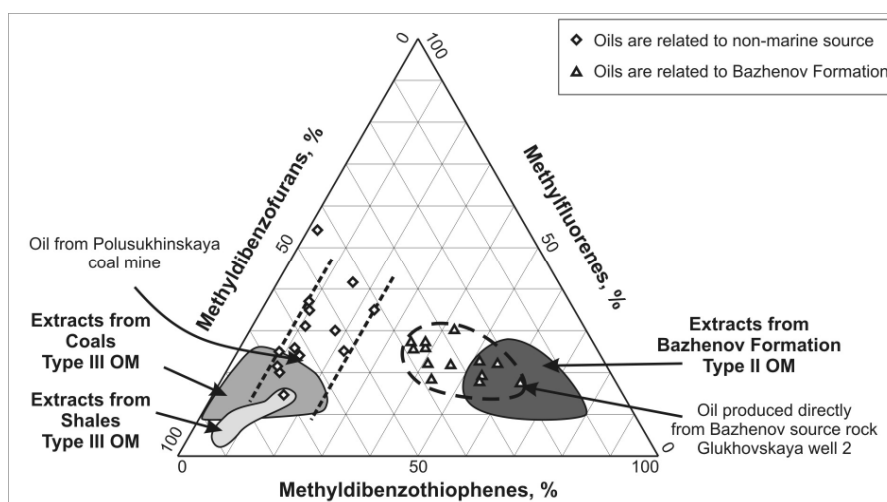 Oils are related to non-marine source
Oils are related to Bazhenov Formation
0
100
Methyldibenzofurans, %
Methylfluorenes, %
50
50
Oil from Polusukhinskaya
coal mine
Extracts from
Coals
Type III OM
Extracts from
Shales
Type III OM
Extracts from
Bazhenov Formation
Type II OM
Oil produced directly
from Bazhenov source rock
Glukhovskaya well 2
100
0
0
50
100
Methyldibenzothiophenes, %